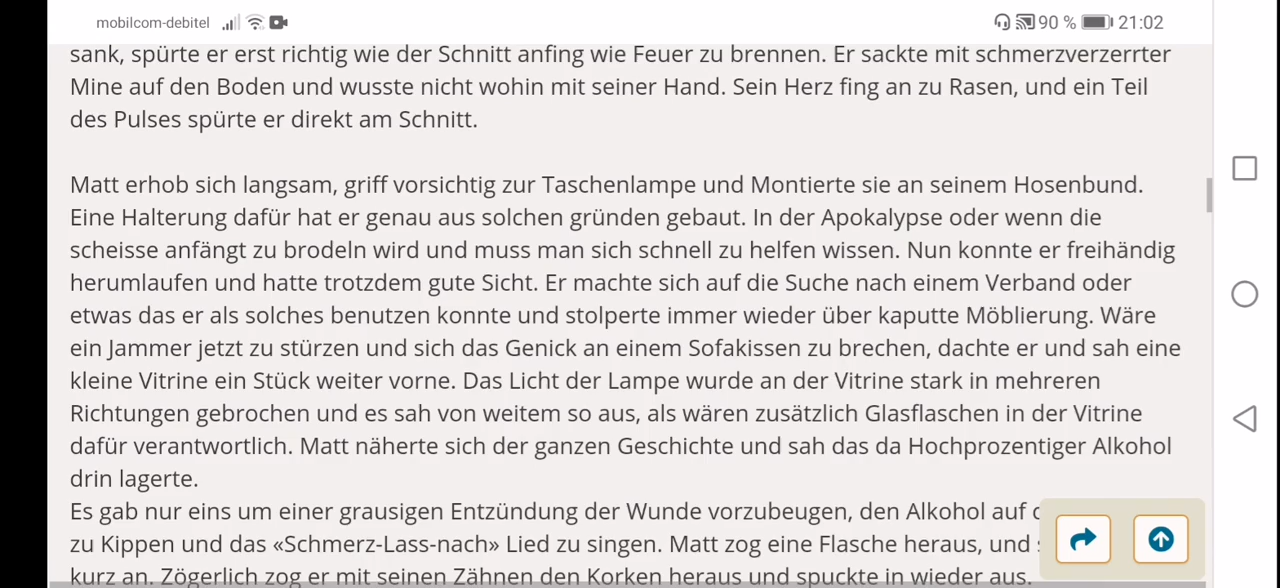 mobilcom-debitel 90 % 21:02
sank, spürte er erst richtig wie der Schnitt anfing wie Feuer zu brennen. Er sackte mit schmerzverzerrter
Mine auf den Boden und wusste nicht wohin mit seiner Hand. Sein Herz fing an zu Rasen, und ein Teil
des Pulses spürte er direkt am Schnitt.
Matt erhob sich langsam, griff vorsichtig zur Taschenlampe und Montierte sie an seinem Hosenbund.
Eine Halterung dafür hat er genau aus solchen gründen gebaut. In der Apokalypse oder wenn die
scheisse anfängt zu brodeln wird und muss man sich schnell zu helfen wissen. Nun konnte er freihändig
herumlaufen und hatte trotzdem gute Sicht. Er machte sich auf die Suche nach einem Verband oder
etwas das er als solches benutzen konnte und stolperte immer wieder über kaputte Möblierung. Wäre
ein Jammer jetzt zu stürzen und sich das Genick an einem Sofakissen zu brechen, dachte er und sah eine
kleine Vitrine ein Stück weiter vorne. Das Licht der Lampe wurde an der Vitrine stark in mehreren
Richtungen gebrochen und es sah von weitem so aus, als wären zusätzlich Glasflaschen in der Vitrine
dafür verantwortlich. Matt näherte sich der ganzen Geschichte und sah das da Hochprozentiger Alkohol
drin lagerte.
Es gab nur eins um einer grausigen Entzündung der Wunde vorzubeugen, den Alkohol auf
zu Kippen und das «Schmerz-Lass-nach» Lied zu singen. Matt zog eine Flasche heraus, und
kurz an. Zögerlich zog er mit seinen Zähnen den Korken heraus und spuckte in wieder aus.